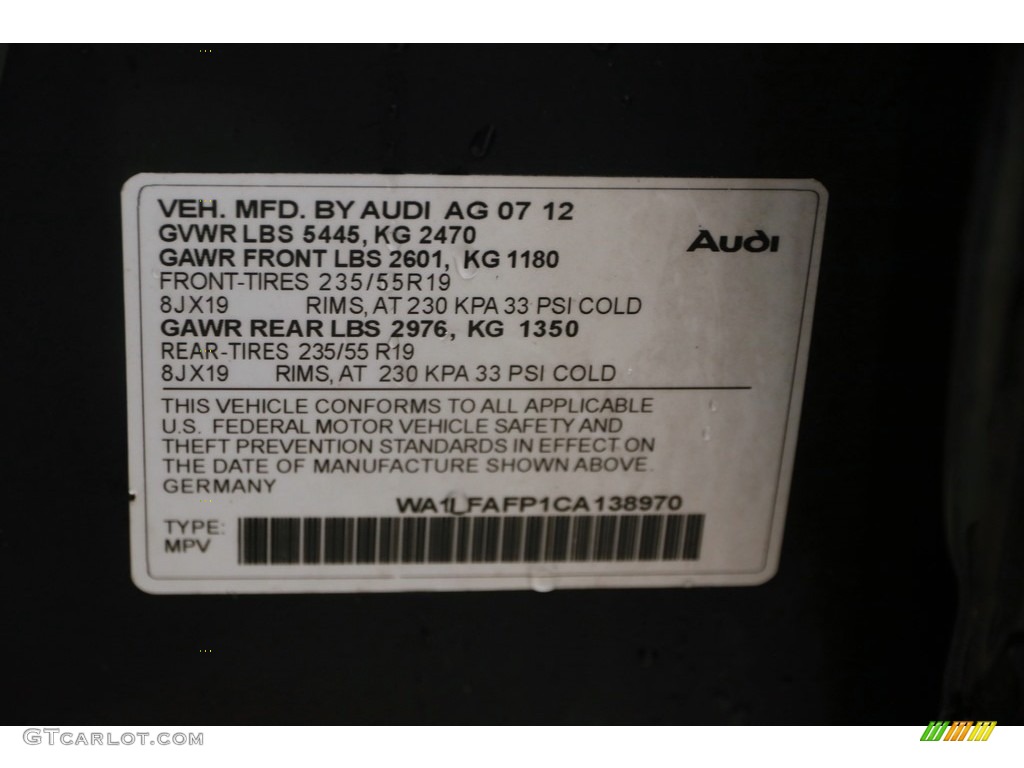 VEH. MFD. BY AUDI AG 07 12
GVWR LBS 5445, KG 2470
GAWR FRONT LBS 2601, KG 1180
FRONT-TIRES 235/55R19
8JX19 RIMS, AT 230 KPA 33 PSI COLD
GAWR REAR LBS 2976, KG 1350
REAR-TIRES 235/55 R19
8JX19 RIMS, AT 230 KPA 33 PSI COLD
Audi
THIS VEHICLE CONFORMS TO ALL APPLICABLE
U.S. FEDERAL MOTOR VEHICLE SAFETY AND
THEFT PREVENTION STANDARDS IN EFFECT ON
THE DATE OF MANUFACTURE SHOWN ABOVE.
GERMANY
WA1LFAFP1CA138970
TYPE:
MPV
GTCARLOT.COM